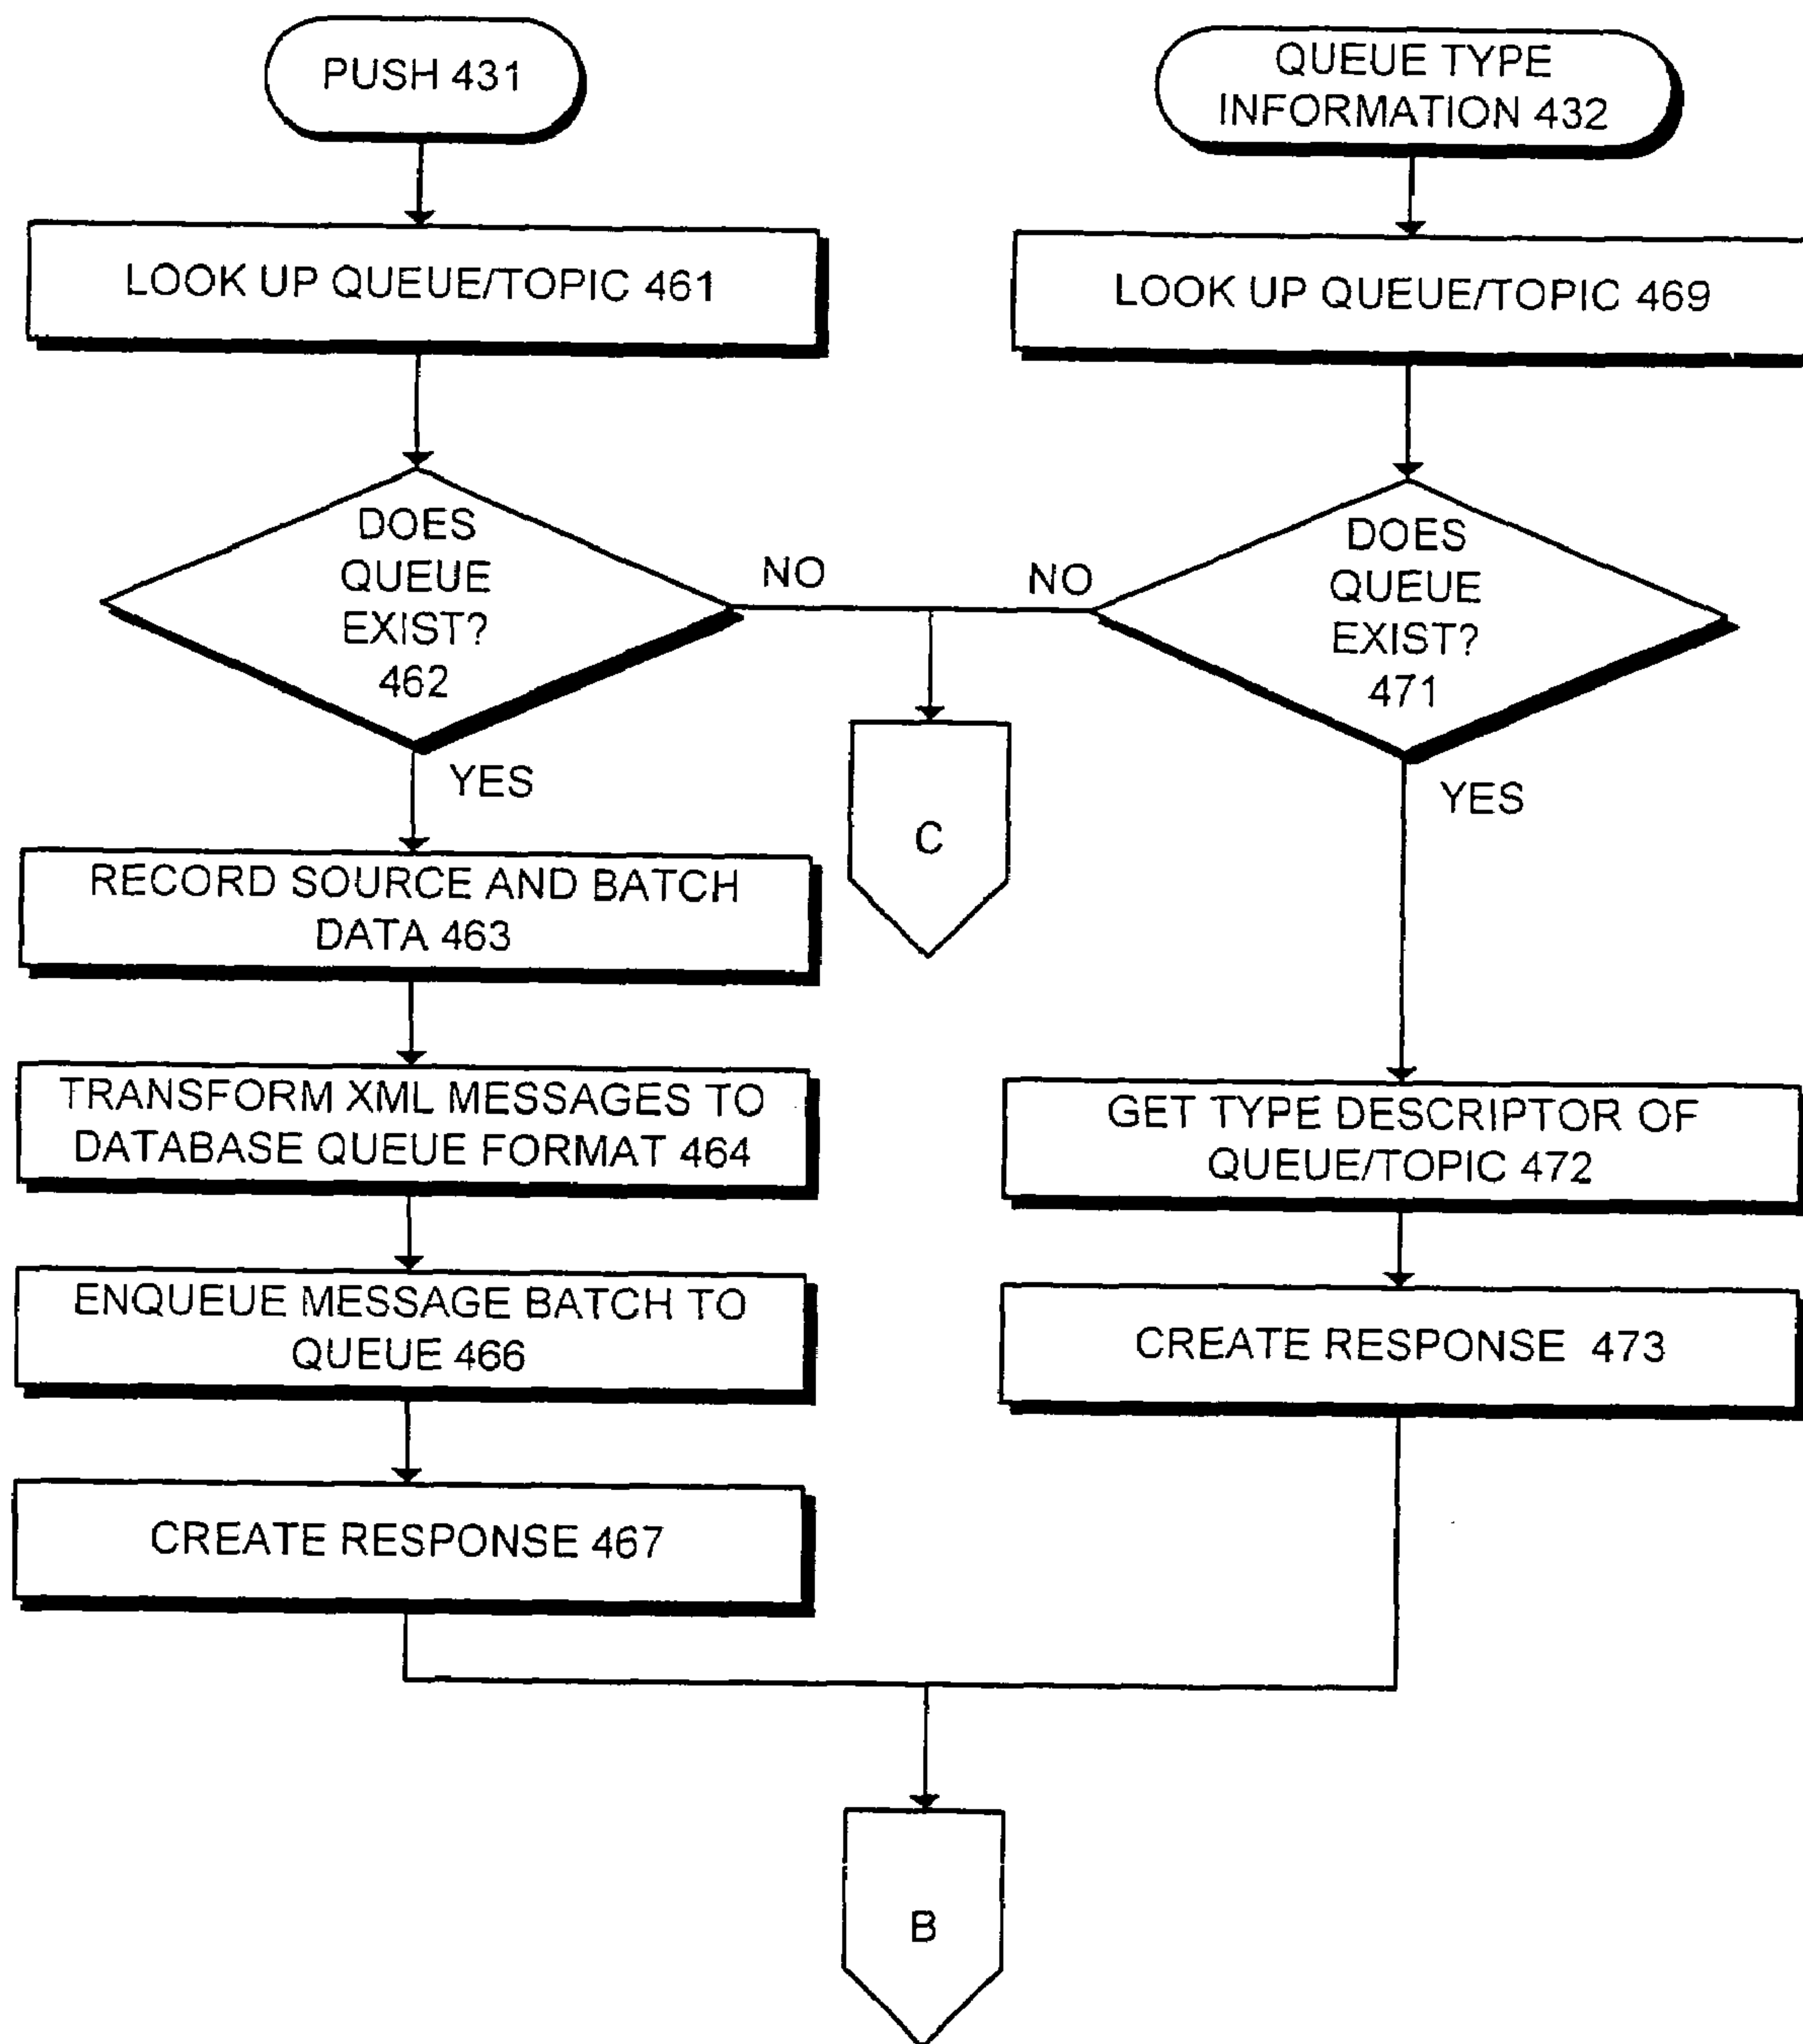 PUSH 431
QUEUE TYPE
INFORMATION 432
LOOK UP QUEUE/TOPIC 461
LOOK UP QUEUE/TOPIC 469
DOES
QUEUE
EXIST?
462
NO
NO
DOES
QUEUE
EXIST?
471
YES
YES
C
RECORD SOURCE AND BATCH
DATA 463
TRANSFORM XML MESSAGES TO
DATABASE QUEUE FORMAT 464
GET TYPE DESCRIPTOR OF
QUEUE/TOPIC 472
ENQUEUE MESSAGE BATCH TO
QUEUE 466
CREATE RESPONSE 473
CREATE RESPONSE 467
B